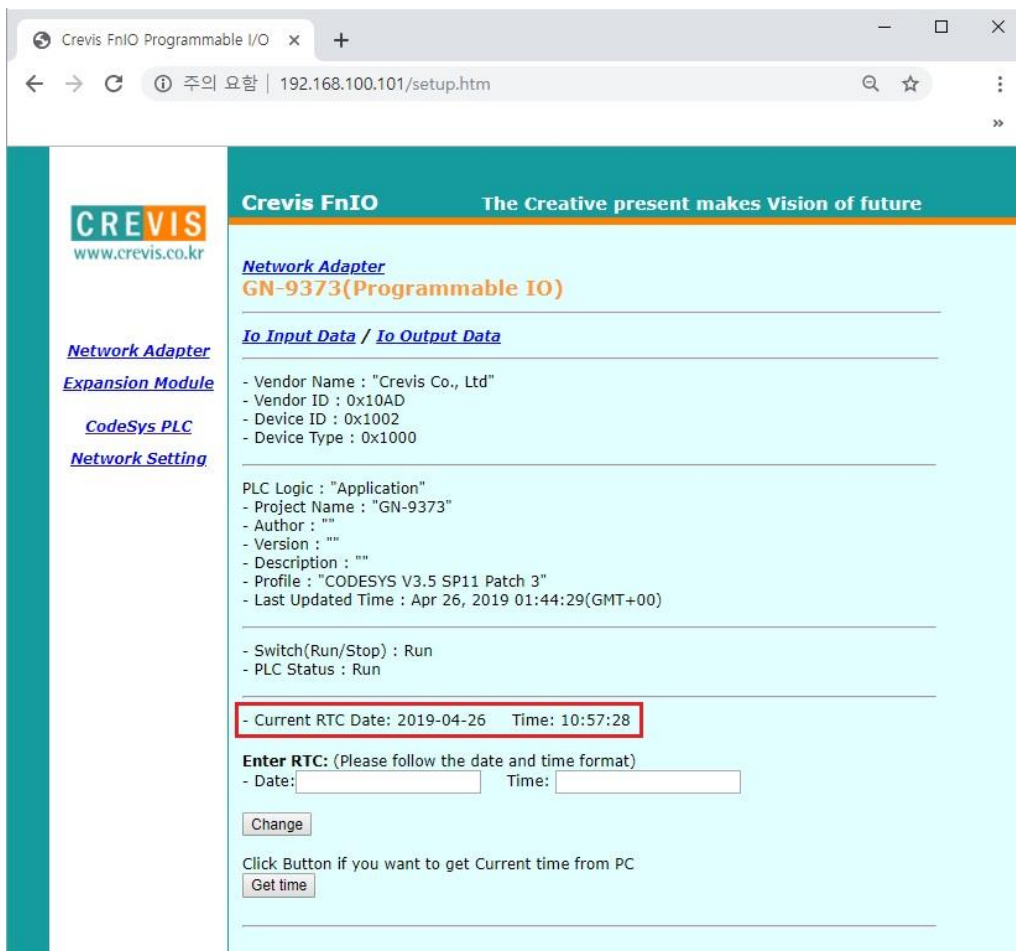 Crevis FnIO Programmable I/O
주의 요함 | 192.168.100.101/setup.htm
CREVIS
www.crevis.co.kr
Network Adapter
Expansion Module
CodeSys PLC
Network Setting
Crevis FnIO The Creative present makes Vision of future
Network Adapter
GN-9373(Programmable IO)
Io Input Data / Io Output Data
- Vendor Name : "Crevis Co., Ltd"
- Vendor ID : 0x10AD
- Device ID : 0x1002
- Device Type : 0x1000
PLC Logic : "Application"
- Project Name : "GN-9373"
- Author : ""
- Version : ""
- Description : ""
- Profile : "CODESYS V3.5 SP11 Patch 3"
- Last Updated Time : Apr 26, 2019 01:44:29(GMT+00)
- Switch(Run/Stop) : Run
- PLC Status : Run
- Current RTC Date: 2019-04-26 Time: 10:57:28
Enter RTC: (Please follow the date and time format)
- Date: Time:
Change
Click Button if you want to get Current time from PC
Get time